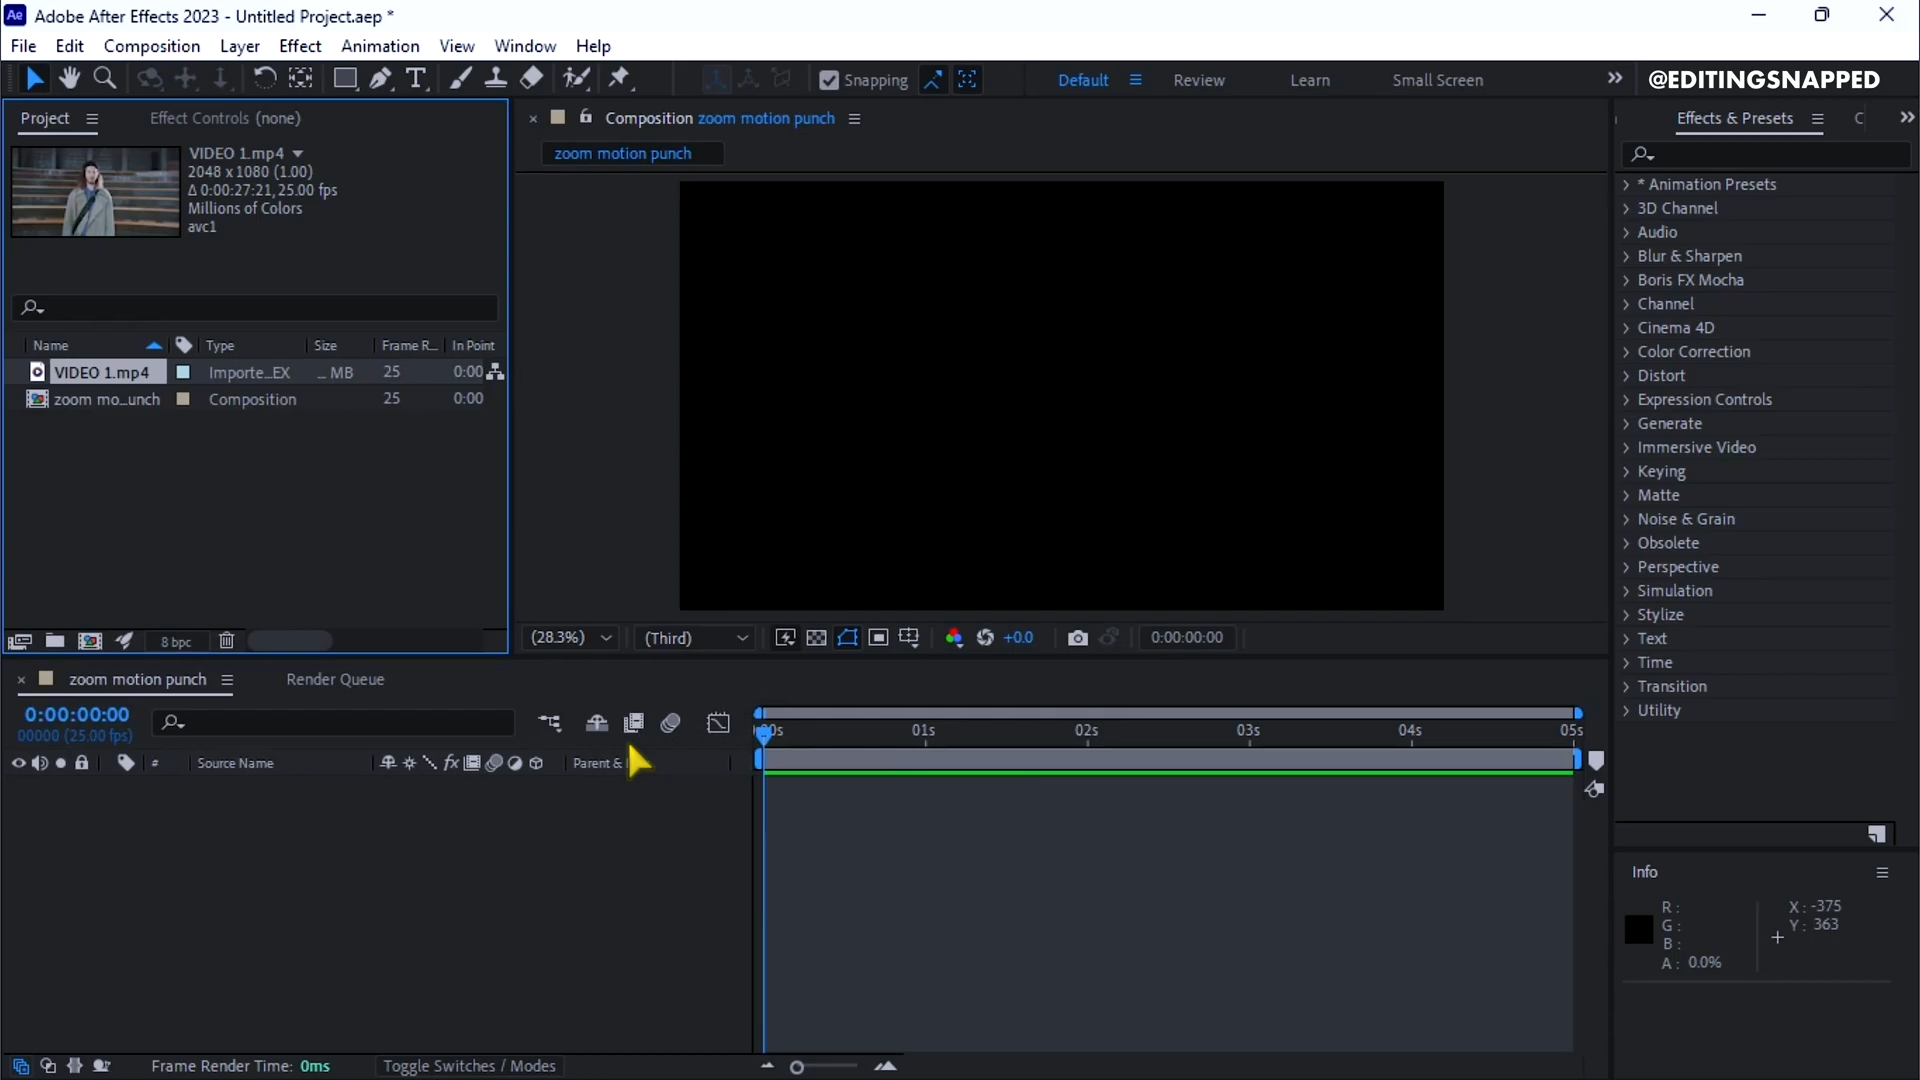 Ae Adobe After Effects 2023 - Untitled Project.aep *
File Edit Composition Layer Effect Animation View Window Help
Snapping Default Review Learn Small Screen @EDITINGSNAPPED
Project Effect Controls (none)
VIDEO 1.mp4
2048 x 1080 (1.00)
Δ 0:00:27:21, 25.00 fps
Millions of Colors
avc1
Name Type Size Frame R... In Point
VIDEO 1.mp4 Importe...EX ... MB 25 0:00
zoom mo...unch Composition 25 0:00
8 bpc
Composition zoom motion punch
zoom motion punch
(28.3%) (Third) +0.0 0:00:00:00
Effects & Presets C
* Animation Presets
3D Channel
Audio
Blur & Sharpen
Boris FX Mocha
Channel
Cinema 4D
Color Correction
Distort
Expression Controls
Generate
Immersive Video
Keying
Matte
Noise & Grain
Obsolete
Perspective
Simulation
Stylize
Text
Time
Transition
Utility
zoom motion punch Render Queue
0:00:00:00
00000 (25.00 fps)
0s 01s 02s 03s 04s 05s
# Source Name fx Parent &
Info
R :
G :
B :
A : 0.0%
X : -375
Y : 363
Frame Render Time: 0ms Toggle Switches / Modes